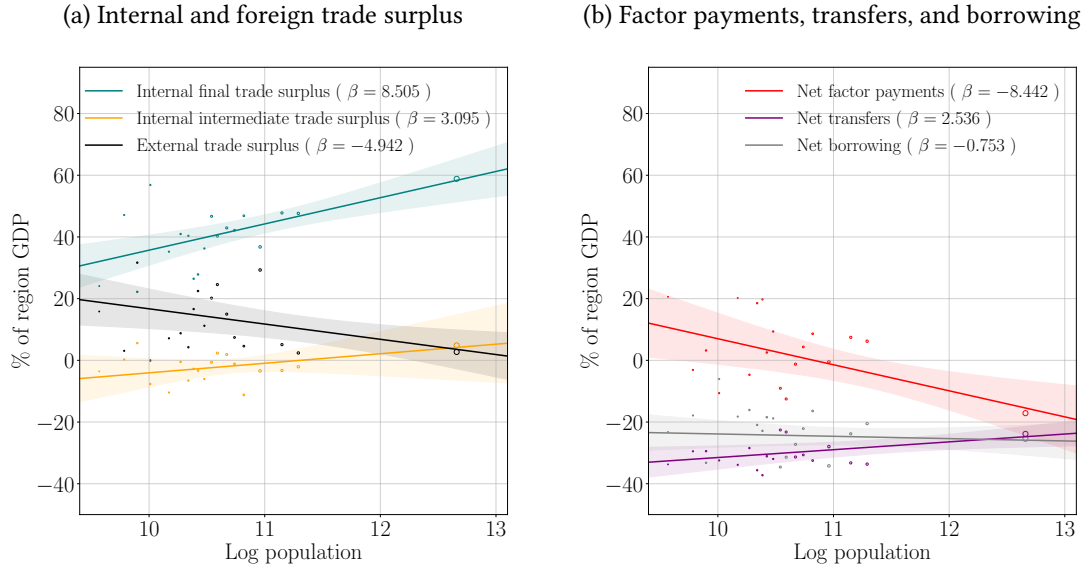 (a) Internal and foreign trade surplus
Internal final trade surplus ( β = 8.505 )
Internal intermediate trade surplus ( β = 3.095 )
External trade surplus ( β = −4.942 )
% of region GDP
80
60
40
20
0
−20
−40
10
11
12
13
Log population
(b) Factor payments, transfers, and borrowing
Net factor payments ( β = −8.442 )
Net transfers ( β = 2.536 )
Net borrowing ( β = −0.753 )
% of region GDP
80
60
40
20
0
−20
−40
10
11
12
13
Log population